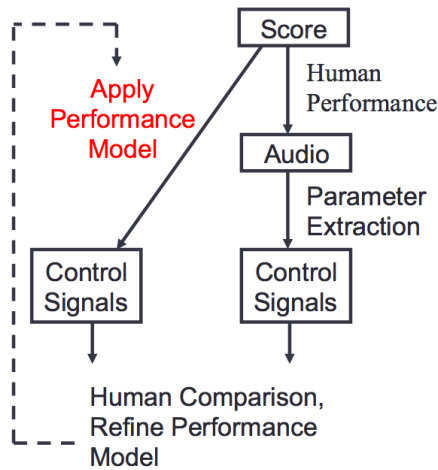 Score
Human
Performance
Apply
Performance
Model
Audio
Parameter
Extraction
Control
Signals
Control
Signals
Human Comparison,
Refine Performance
Model